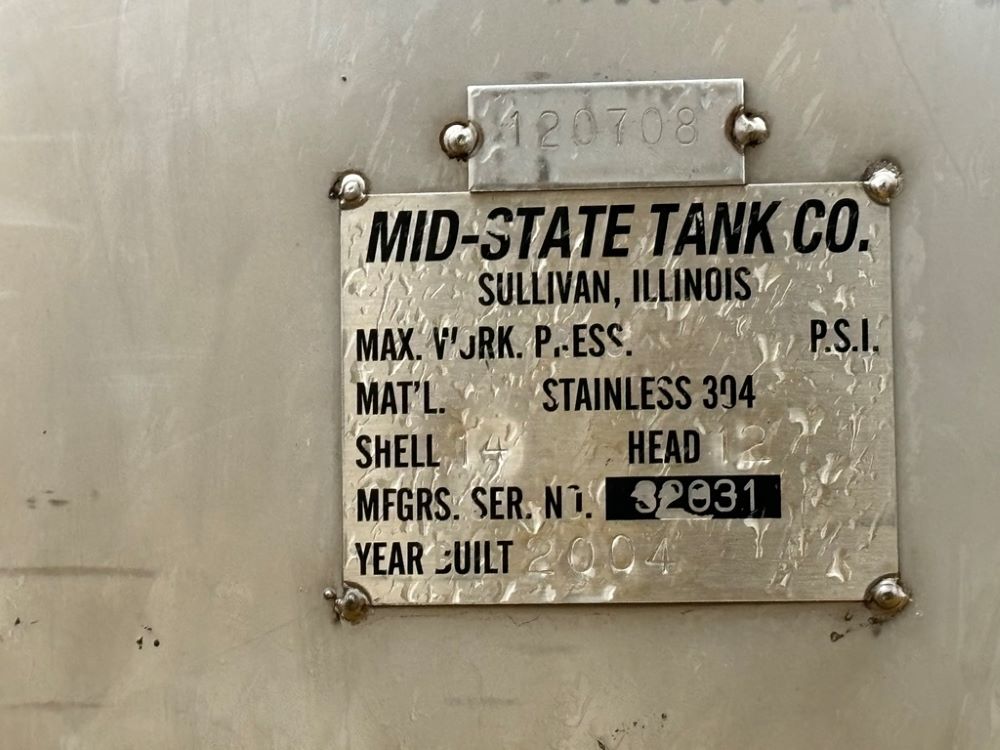 120708
MID-STATE TANK CO.
SULLIVAN, ILLINOIS
MAX. WORK. PRESS. P.S.I.
MAT'L. STAINLESS 304
SHELL 14 HEAD 12
MFGRS. SER. NO. 32031
YEAR BUILT 2004